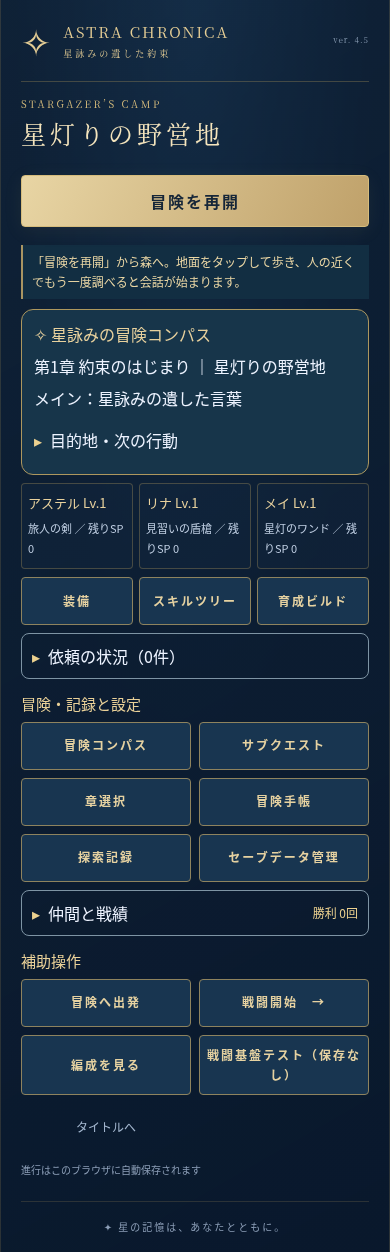 ASTRA CHRONICA
星詠みの遺した約束
ver. 4.5
STARGAZER'S CAMP
星灯りの野営地
冒険を再開
「冒険を再開」から森へ。地面をタップして歩き、人の近く
でもう一度調べると会話が始まります。
✧ 星詠みの冒険コンパス
第1章 約束のはじまり ｜ 星灯りの野営地
メイン：星詠みの遺した言葉
▸ 目的地・次の行動
アステル Lv.1
旅人の剣 ／ 残りSP
0
リナ Lv.1
見習いの盾槍 ／ 残
りSP 0
メイ Lv.1
星灯のワンド ／ 残
りSP 0
装備
スキルツリー
育成ビルド
▸ 依頼の状況（0件）
冒険・記録と設定
冒険コンパス
サブクエスト
章選択
冒険手帳
探索記録
セーブデータ管理
▸ 仲間と戦績
勝利 0回
補助操作
冒険へ出発
戦闘開始 →
編成を見る
戦闘基盤テスト（保存な
し）
タイトルへ
進行はこのブラウザに自動保存されます
✦ 星の記憶は、あなたとともに。